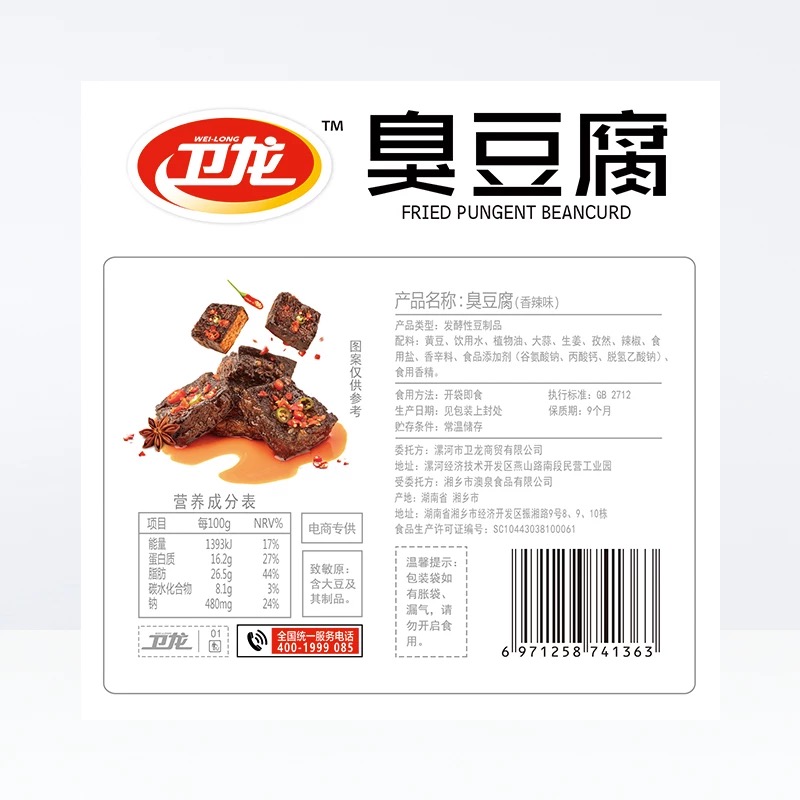 WEI-LONG
卫龙
TM
臭豆腐
FRIED PUNGENT BEANCURD
图案仅供参考
产品名称:臭豆腐(香辣味)
产品类型: 发酵性豆制品
配料: 黄豆、饮用水、植物油、大蒜、生姜、孜然、辣椒、食
用盐、香辛料、食品添加剂(谷氨酸钠、丙酸钙、脱氢乙酸钠)、
食用香精。
食用方法: 开袋即食 执行标准: GB 2712
生产日期: 见包装上封处 保质期: 9个月
贮存条件: 常温储存
委托方: 漯河市卫龙商贸有限公司
地址: 漯河经济技术开发区燕山路南段民营工业园
受委托方: 湘乡市澳泉食品有限公司
产地: 湖南省 湘乡市
地址: 湖南省湘乡市经济开发区振湘路9号8、9、10栋
食品生产许可证编号: SC10443038100061
营养成分表
项目 每100g NRV%
能量 1393kJ 17%
蛋白质 16.2g 27%
脂肪 26.5g 44%
碳水化合物 8.1g 3%
钠 480mg 24%
电商专供
致敏原:
含大豆及
其制品。
卫龙
01
全国统一服务电话
400-1999 085
温馨提示:
包装袋如
有胀袋、
漏气,请
勿开启食
用。
6 971258 741363